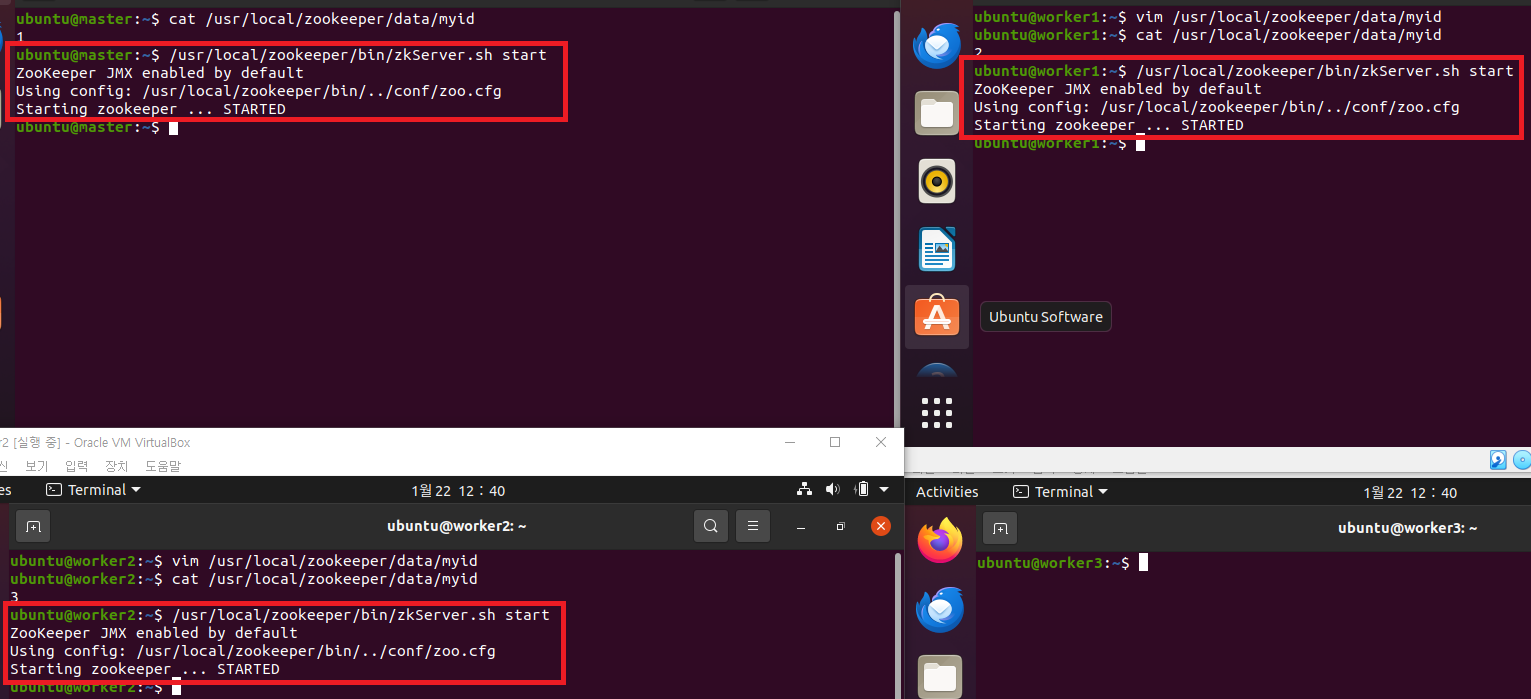 ubuntu@master:~$ cat /usr/local/zookeeper/data/myid
1
ubuntu@master:~$ /usr/local/zookeeper/bin/zkServer.sh start
ZooKeeper JMX enabled by default
Using config: /usr/local/zookeeper/bin/../conf/zoo.cfg
Starting zookeeper ... STARTED
ubuntu@master:~$
ubuntu@worker1:~$ vim /usr/local/zookeeper/data/myid
ubuntu@worker1:~$ cat /usr/local/zookeeper/data/myid
2
ubuntu@worker1:~$ /usr/local/zookeeper/bin/zkServer.sh start
ZooKeeper JMX enabled by default
Using config: /usr/local/zookeeper/bin/../conf/zoo.cfg
Starting zookeeper ... STARTED
ubuntu@worker1:~$
Ubuntu Software
r2 [실행 중] - Oracle VM VirtualBox
보기 입력 장치 도움말
es Terminal 1월 22 12 : 40
ubuntu@worker2: ~
ubuntu@worker2:~$ vim /usr/local/zookeeper/data/myid
ubuntu@worker2:~$ cat /usr/local/zookeeper/data/myid
3
ubuntu@worker2:~$ /usr/local/zookeeper/bin/zkServer.sh start
ZooKeeper JMX enabled by default
Using config: /usr/local/zookeeper/bin/../conf/zoo.cfg
Starting zookeeper ... STARTED
ubuntu@worker2:~$
Activities Terminal 1월 22 12 : 40
ubuntu@worker3: ~
ubuntu@worker3:~$